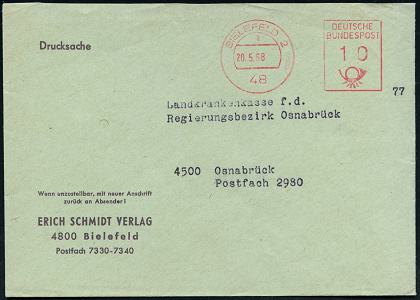 Drucksache
BIELEFELD 2
1
20.5.68
48
DEUTSCHE
BUNDESPOST
10
77
Landkrankenkasse f.d.
Regierungsbezirk Osnabrück
4500 Osnabrück
Postfach 2980
Wenn unzustellbar, mit neuer Anschrift
zurück an Absender!
ERICH SCHMIDT VERLAG
4800 Bielefeld
Postfach 7330-7340